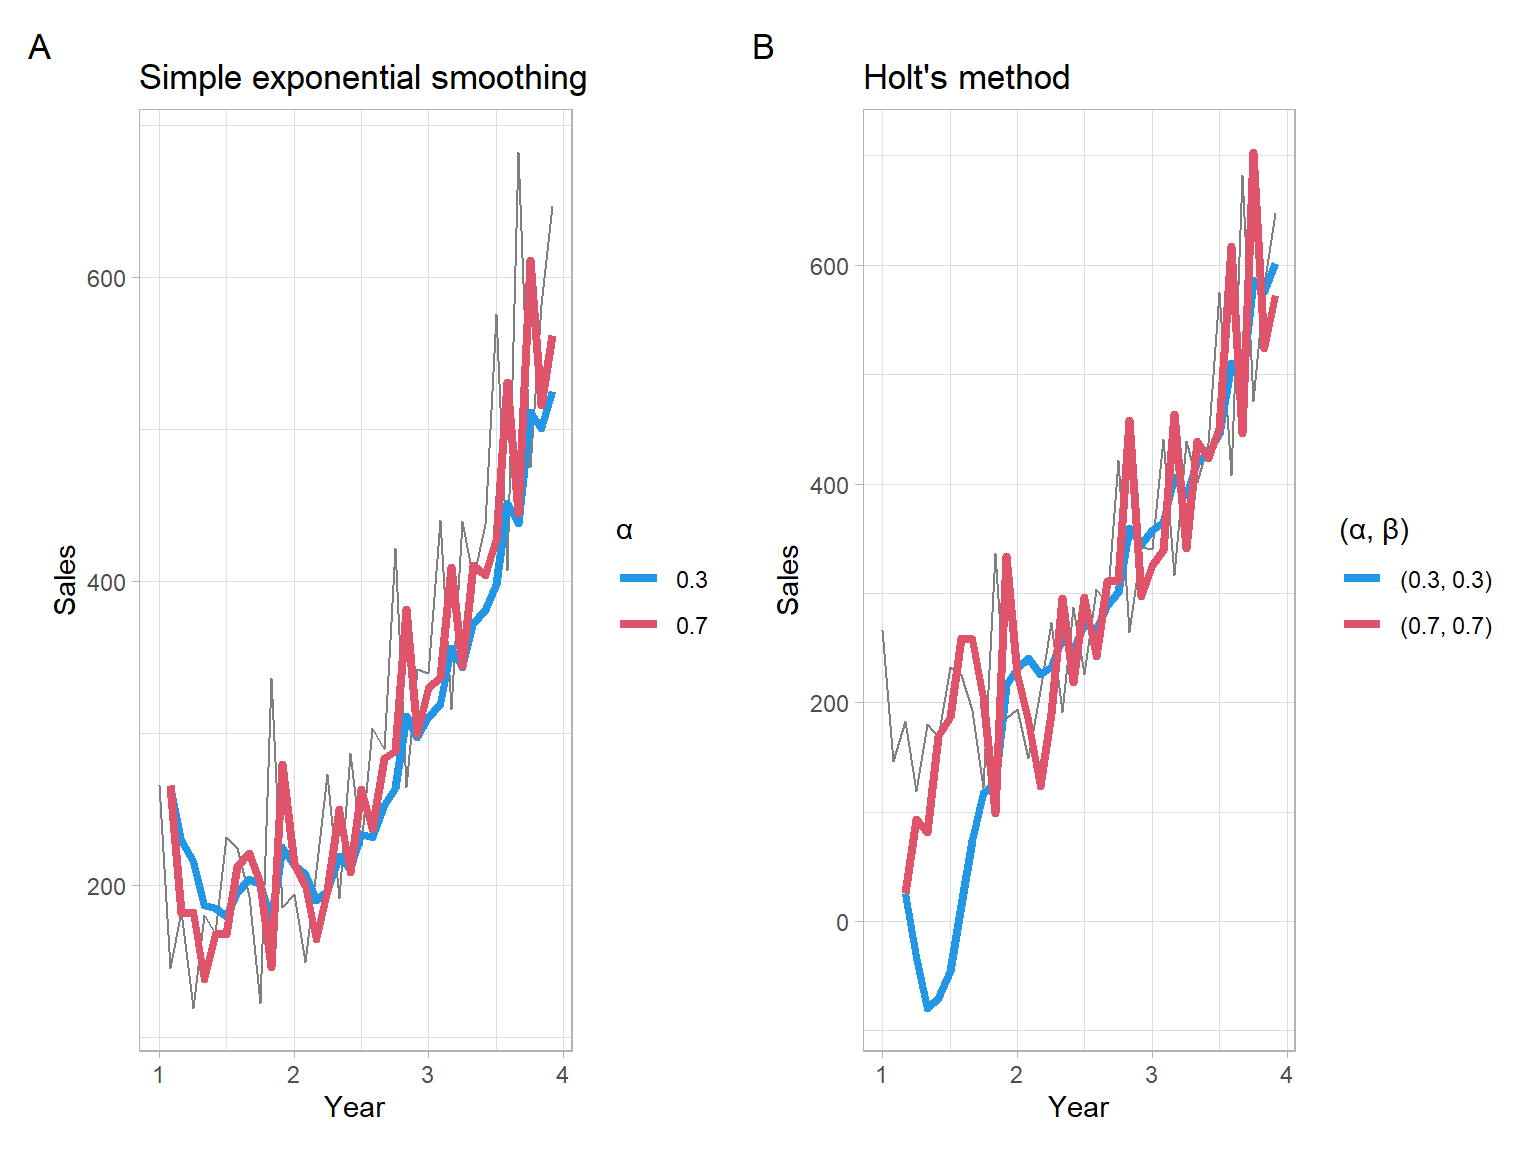 A
Simple exponential smoothing
Sales
600
400
200
1 2 3 4
Year
α
0.3
0.7
B
Holt's method
Sales
600
400
200
0
1 2 3 4
Year
(α, β)
(0.3, 0.3)
(0.7, 0.7)